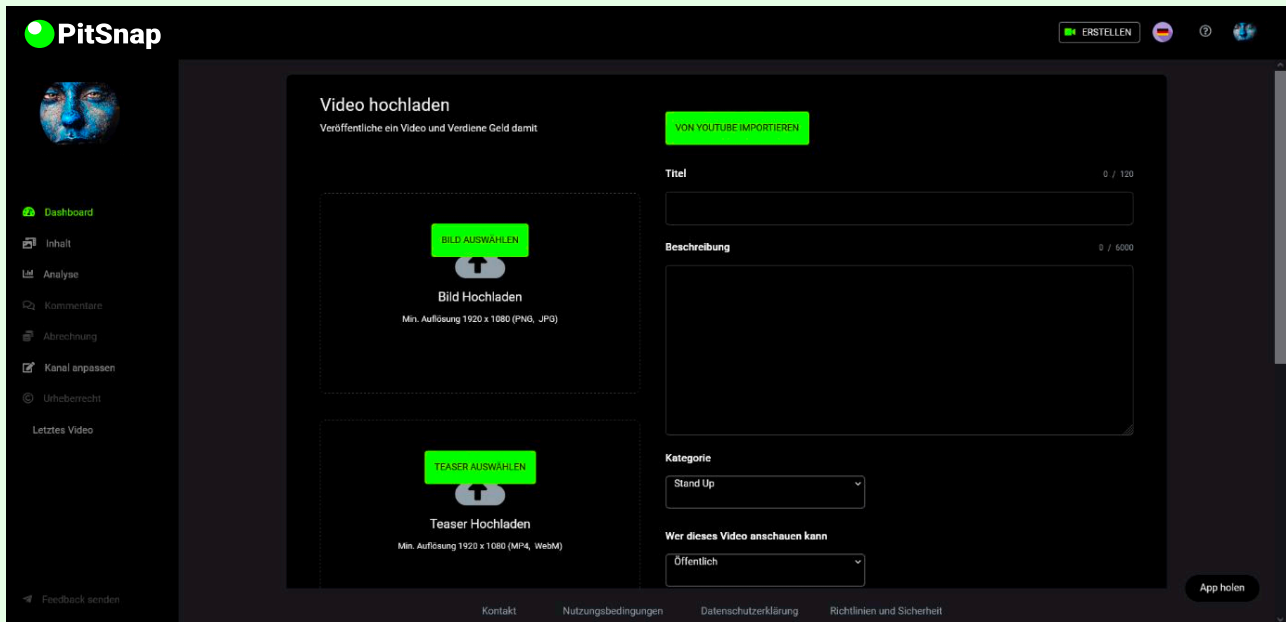 PitSnap
ERSTELLEN
Dashboard
Inhalt
Analyse
Kommentare
Abrechnung
Kanal anpassen
Urheberrecht
Letztes Video
Feedback senden
Video hochladen
Veröffentliche ein Video und Verdiene Geld damit
BILD AUSWÄHLEN
Bild Hochladen
Min. Auflösung 1920 x 1080 (PNG, JPG)
TEASER AUSWÄHLEN
Teaser Hochladen
Min. Auflösung 1920 x 1080 (MP4, WebM)
VON YOUTUBE IMPORTIEREN
Titel 0 / 120
Beschreibung 0 / 6000
Kategorie
Stand Up
Wer dieses Video anschauen kann
Öffentlich
App holen
Kontakt Nutzungsbedingungen Datenschutzerklärung Richtlinien und Sicherheit